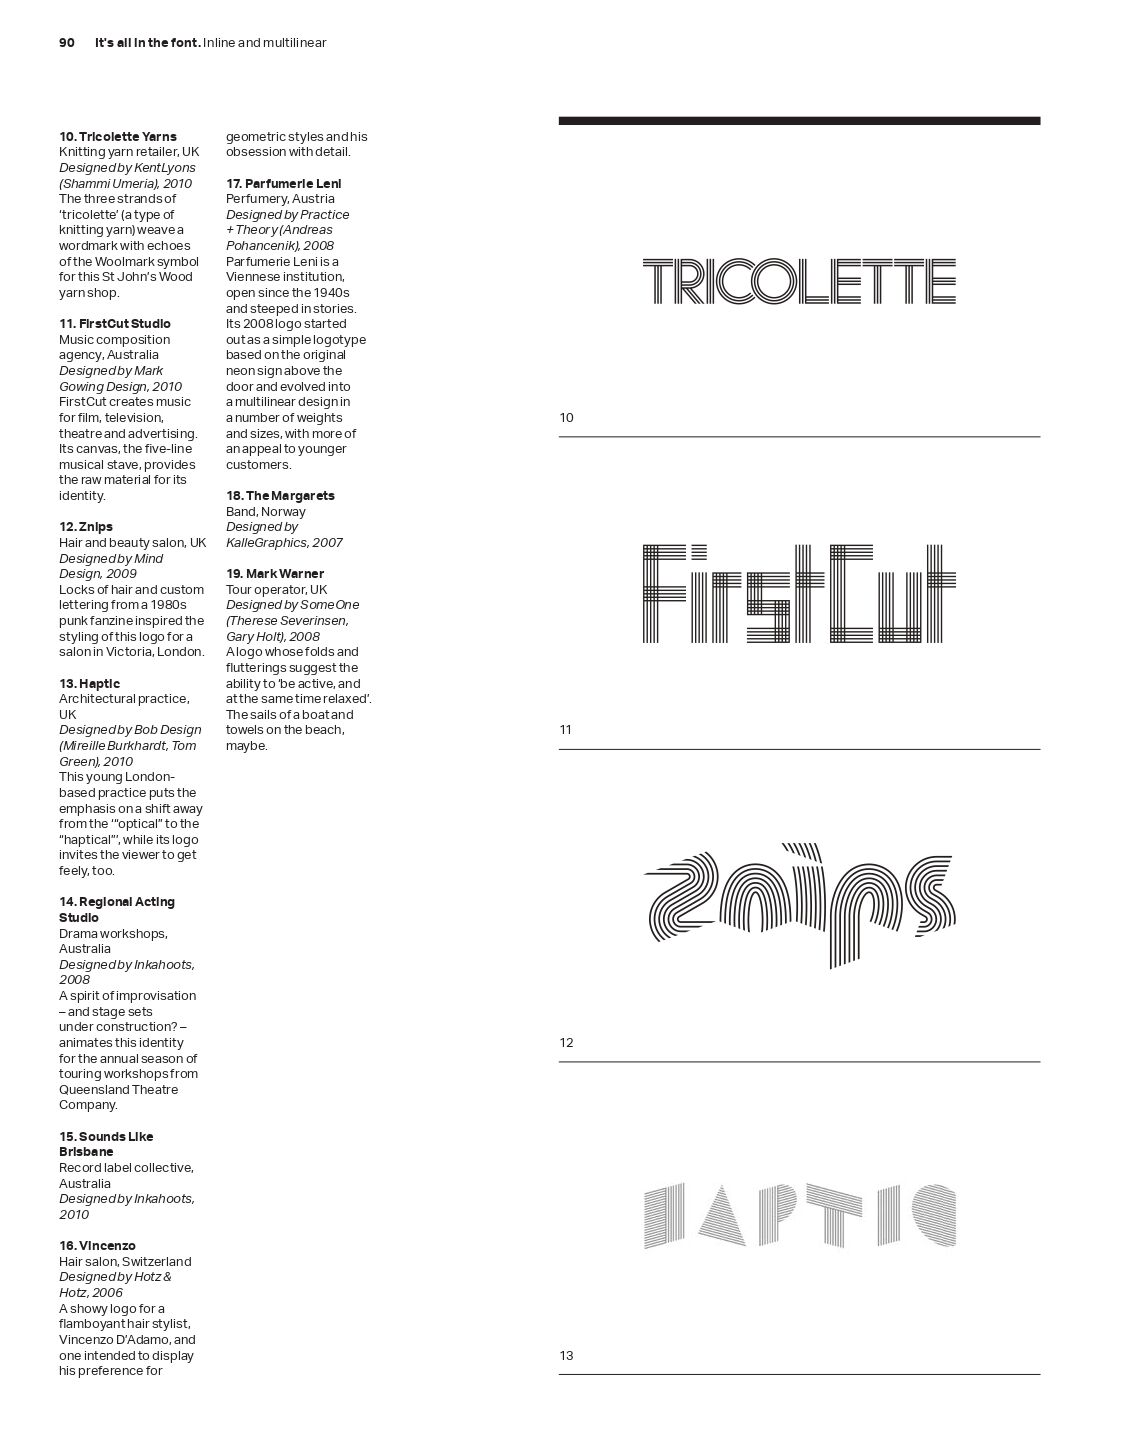 90 It's all in the font. Inline and multilinear
10. Tricolette Yarns
Knitting yarn retailer, UK
Designed by KentLyons
(Shammi Umeria), 2010
The three strands of
'tricolette' (a type of
knitting yarn) weave a
wordmark with echoes
of the Woolmark symbol
for this St John's Wood
yarn shop.
11. FirstCut Studio
Music composition
agency, Australia
Designed by Mark
Gowing Design, 2010
FirstCut creates music
for film, television,
theatre and advertising.
Its canvas, the five-line
musical stave, provides
the raw material for its
identity.
12. Znips
Hair and beauty salon, UK
Designed by Mind
Design, 2009
Locks of hair and custom
lettering from a 1980s
punk fanzine inspired the
styling of this logo for a
salon in Victoria, London.
13. Haptic
Architectural practice,
UK
Designed by Bob Design
(Mireille Burkhardt, Tom
Green), 2010
This young London-
based practice puts the
emphasis on a shift away
from the '“optical” to the
“haptical”', while its logo
invites the viewer to get
feely, too.
14. Regional Acting
Studio
Drama workshops,
Australia
Designed by Inkahoots,
2008
A spirit of improvisation
– and stage sets
under construction? –
animates this identity
for the annual season of
touring workshops from
Queensland Theatre
Company.
15. Sounds Like
Brisbane
Record label collective,
Australia
Designed by Inkahoots,
2010
16. Vincenzo
Hair salon, Switzerland
Designed by Hotz &
Hotz, 2006
A showy logo for a
flamboyant hair stylist,
Vincenzo D'Adamo, and
one intended to display
his preference for
geometric styles and his
obsession with detail.
17. Parfumerie Leni
Perfumery, Austria
Designed by Practice
+ Theory (Andreas
Pohancenik), 2008
Parfumerie Leni is a
Viennese institution,
open since the 1940s
and steeped in stories.
Its 2008 logo started
out as a simple logotype
based on the original
neon sign above the
door and evolved into
a multilinear design in
a number of weights
and sizes, with more of
an appeal to younger
customers.
18. The Margarets
Band, Norway
Designed by
KalleGraphics, 2007
19. Mark Warner
Tour operator, UK
Designed by SomeOne
(Therese Severinsen,
Gary Holt), 2008
A logo whose folds and
flutterings suggest the
ability to 'be active, and
at the same time relaxed'.
The sails of a boat and
towels on the beach,
maybe.
TRICOLETTE
10
FirstCut
11
znips
12
HAPTIC
13